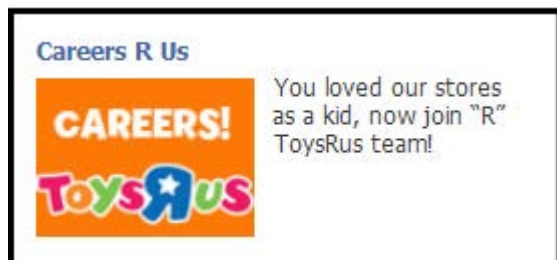 Careers R Us
CAREERS!
ToysRus
You loved our stores
as a kid, now join “R”
ToysRus team!